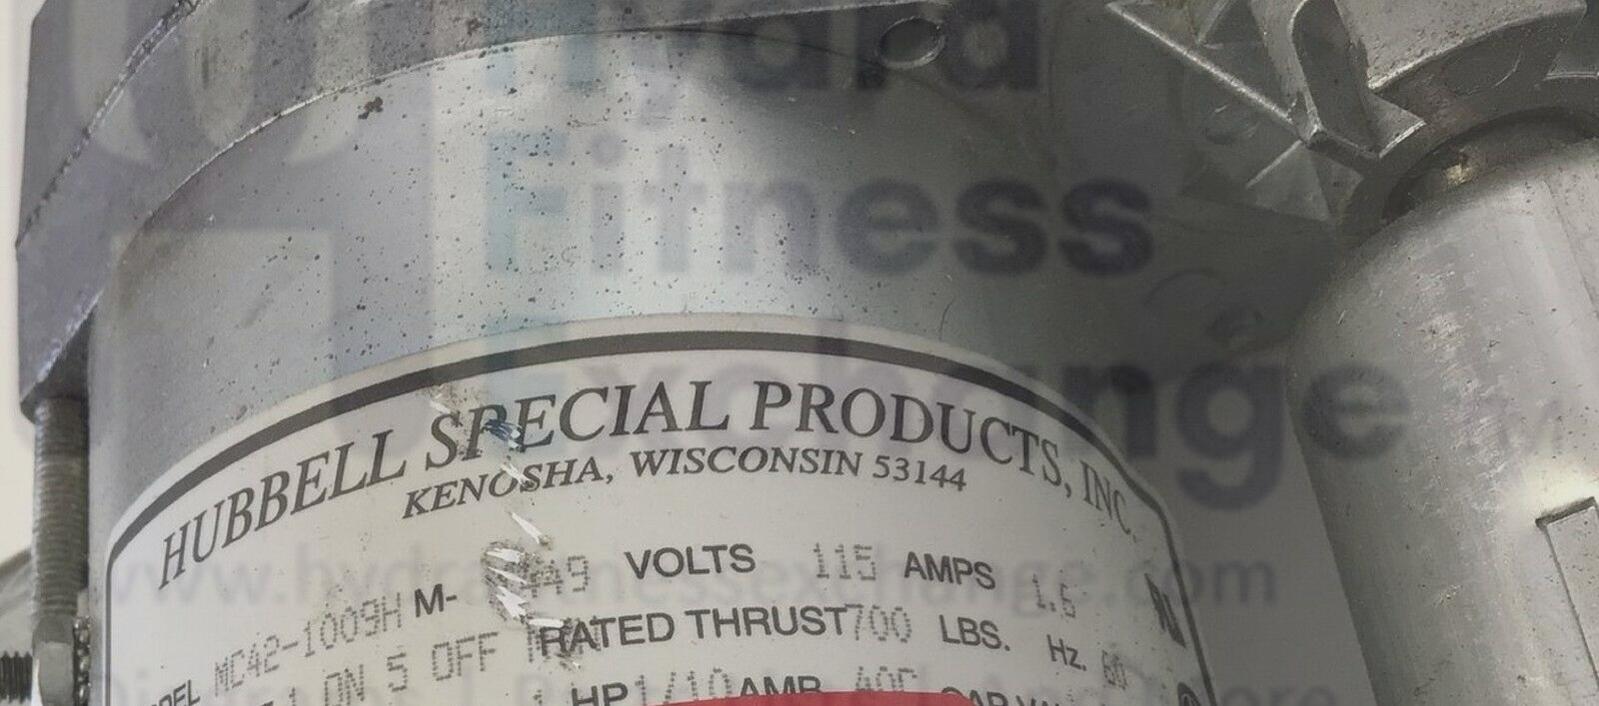 Hydra
Fitness
Exchange
HUBBELL SPECIAL PRODUCTS, INC.
KENOSHA, WISCONSIN 53144
www.hydrafitnessexchange.com
MC42-1009H M- VOLTS 115 AMPS 1.6
ON 5 OFF RATED THRUST 700 LBS. Hz. 60
HP 1/10 AMB 40C